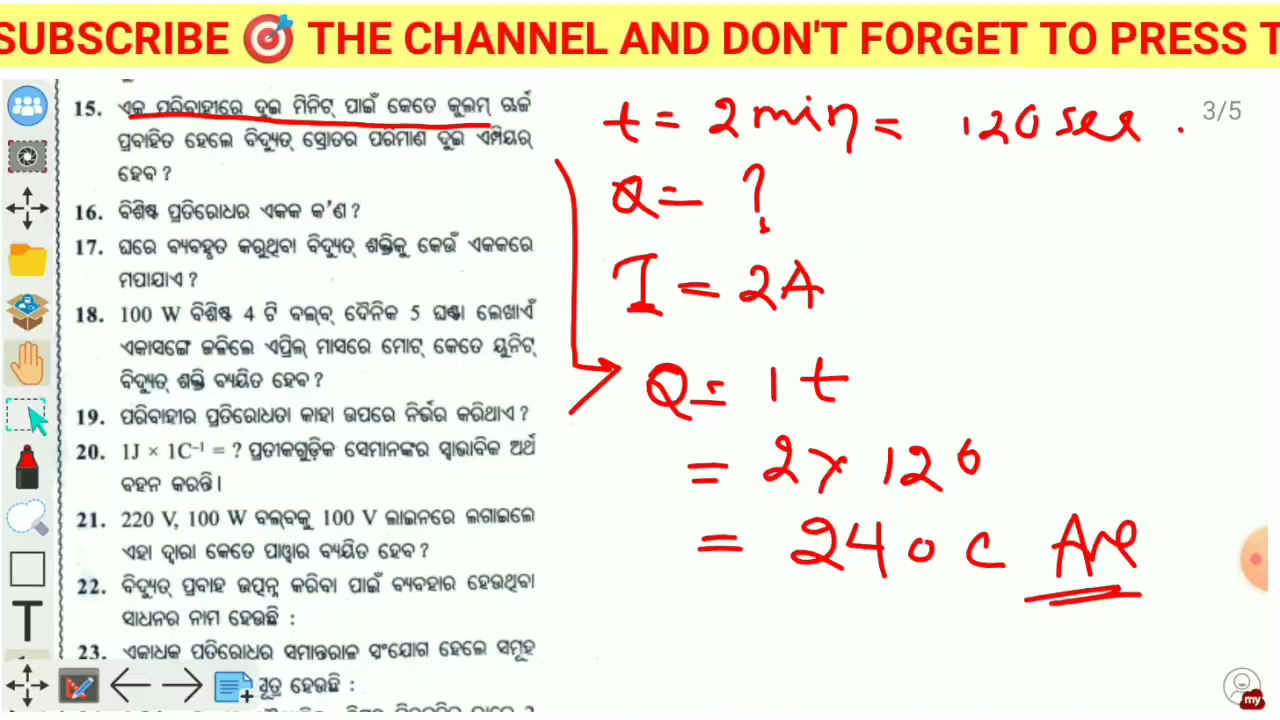 SUBSCRIBE 🎯 THE CHANNEL AND DON'T FORGET TO PRESS T
3/5
15. ଏକ ପରିବାହୀରେ ଦୁଇ ମିନିଟ୍ ପାଇଁ କେତେ କୁଲମ୍ ଋର୍ଜ
ପ୍ରବାହିତ ହେଲେ ବିଦ୍ୟୁତ୍ ସ୍ରୋତର ପରିମାଣ ଦୁଇ ଏମ୍ପିୟର୍
ହେବ ?
16. ବିଶିଷ୍ଟ ପ୍ରତିରୋଧର ଏକକ କ'ଣ ?
17. ଘରେ ବ୍ୟବହୃତ କରୁଥିବା ବିଦ୍ୟୁତ୍ ଶକ୍ତିକୁ କେଉଁ ଏକକରେ
ମପାଯାଏ ?
18. 100 W ବିଶିଷ୍ଟ 4 ଟି ବଲ୍‌ବ୍ ଦୈନିକ 5 ଘଣ୍ଟା ଲେଖାଏଁ
ଏକାସଙ୍ଗେ ଜଳିଲେ ଏପ୍ରିଲ୍ ମାସରେ ମୋଟ୍ କେତେ ୟୁନିଟ୍
ବିଦ୍ୟୁତ୍ ଶକ୍ତି ବ୍ୟୟିତ ହେବ ?
19. ପରିବାହୀର ପ୍ରତିରୋଧତା କାହା ଉପରେ ନିର୍ଭର କରିଥାଏ ?
20. 1J × 1C⁻¹ = ? ପ୍ରତୀକଗୁଡ଼ିକ ସେମାନଙ୍କର ସ୍ୱାଭାବିକ ଅର୍ଥ
ବହନ କରନ୍ତି।
21. 220 V, 100 W ବଲ୍‌ବକୁ 100 V ଲାଇନରେ ଲଗାଇଲେ
ଏହା ଦ୍ୱାରା କେତେ ପାୱାର ବ୍ୟୟିତ ହେବ ?
22. ବିଦ୍ୟୁତ୍ ପ୍ରବାହ ଉତ୍ପନ୍ନ କରିବା ପାଇଁ ବ୍ୟବହାର ହେଉଥିବା
ସାଧନର ନାମ ହେଉଛି :
23. ଏକାଧିକ ପ୍ରତିରୋଧର ସମାନ୍ତରାଳ ସଂଯୋଗ ହେଲେ ସମୂହ
ସୂତ୍ର ହେଉଛି :
t = 2 min = 120 sec .
Q = ?
I = 2A
Q = I t
= 2 × 120
= 240 C Ans
T
my